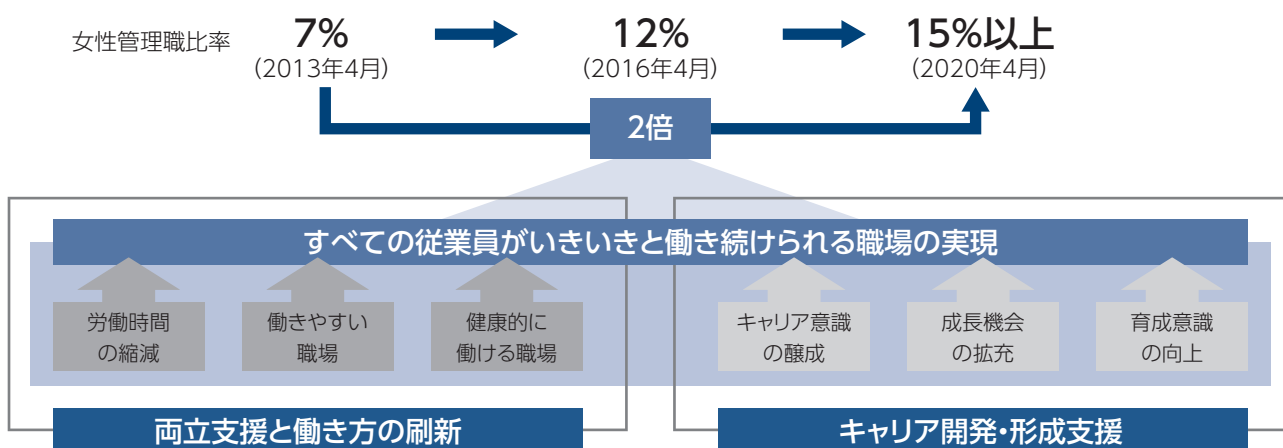 女性管理職比率 7% 12% 15%以上
(2013年4月) (2016年4月) (2020年4月)
2倍
すべての従業員がいきいきと働き続けられる職場の実現
労働時間
の縮減
働きやすい
職場
健康的に
働ける職場
キャリア意識
の醸成
成長機会
の拡充
育成意識
の向上
両立支援と働き方の刷新
キャリア開発・形成支援